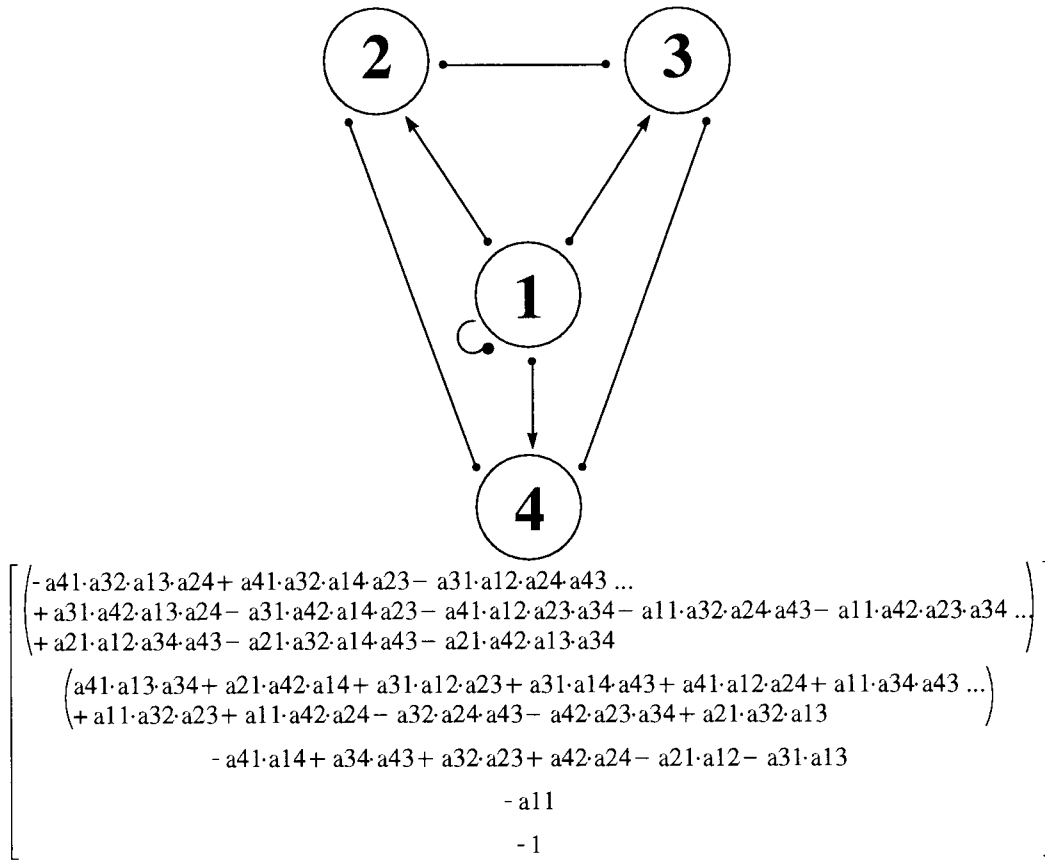 2
3
1
4
- a41·a32·a13·a24+ a41·a32·a14·a23− a31·a12·a24·a43 ...
+ a31·a42·a13·a24− a31·a42·a14·a23− a41·a12·a23·a34− a11·a32·a24·a43− a11·a42·a23·a34 ...
+ a21·a12·a34·a43− a21·a32·a14·a43− a21·a42·a13·a34
a41·a13·a34+ a21·a42·a14+ a31·a12·a23+ a31·a14·a43+ a41·a12·a24+ a11·a34·a43 ...
+ a11·a32·a23+ a11·a42·a24− a32·a24·a43− a42·a23·a34+ a21·a32·a13
- a41·a14+ a34·a43+ a32·a23+ a42·a24− a21·a12− a31·a13
- a11
- 1